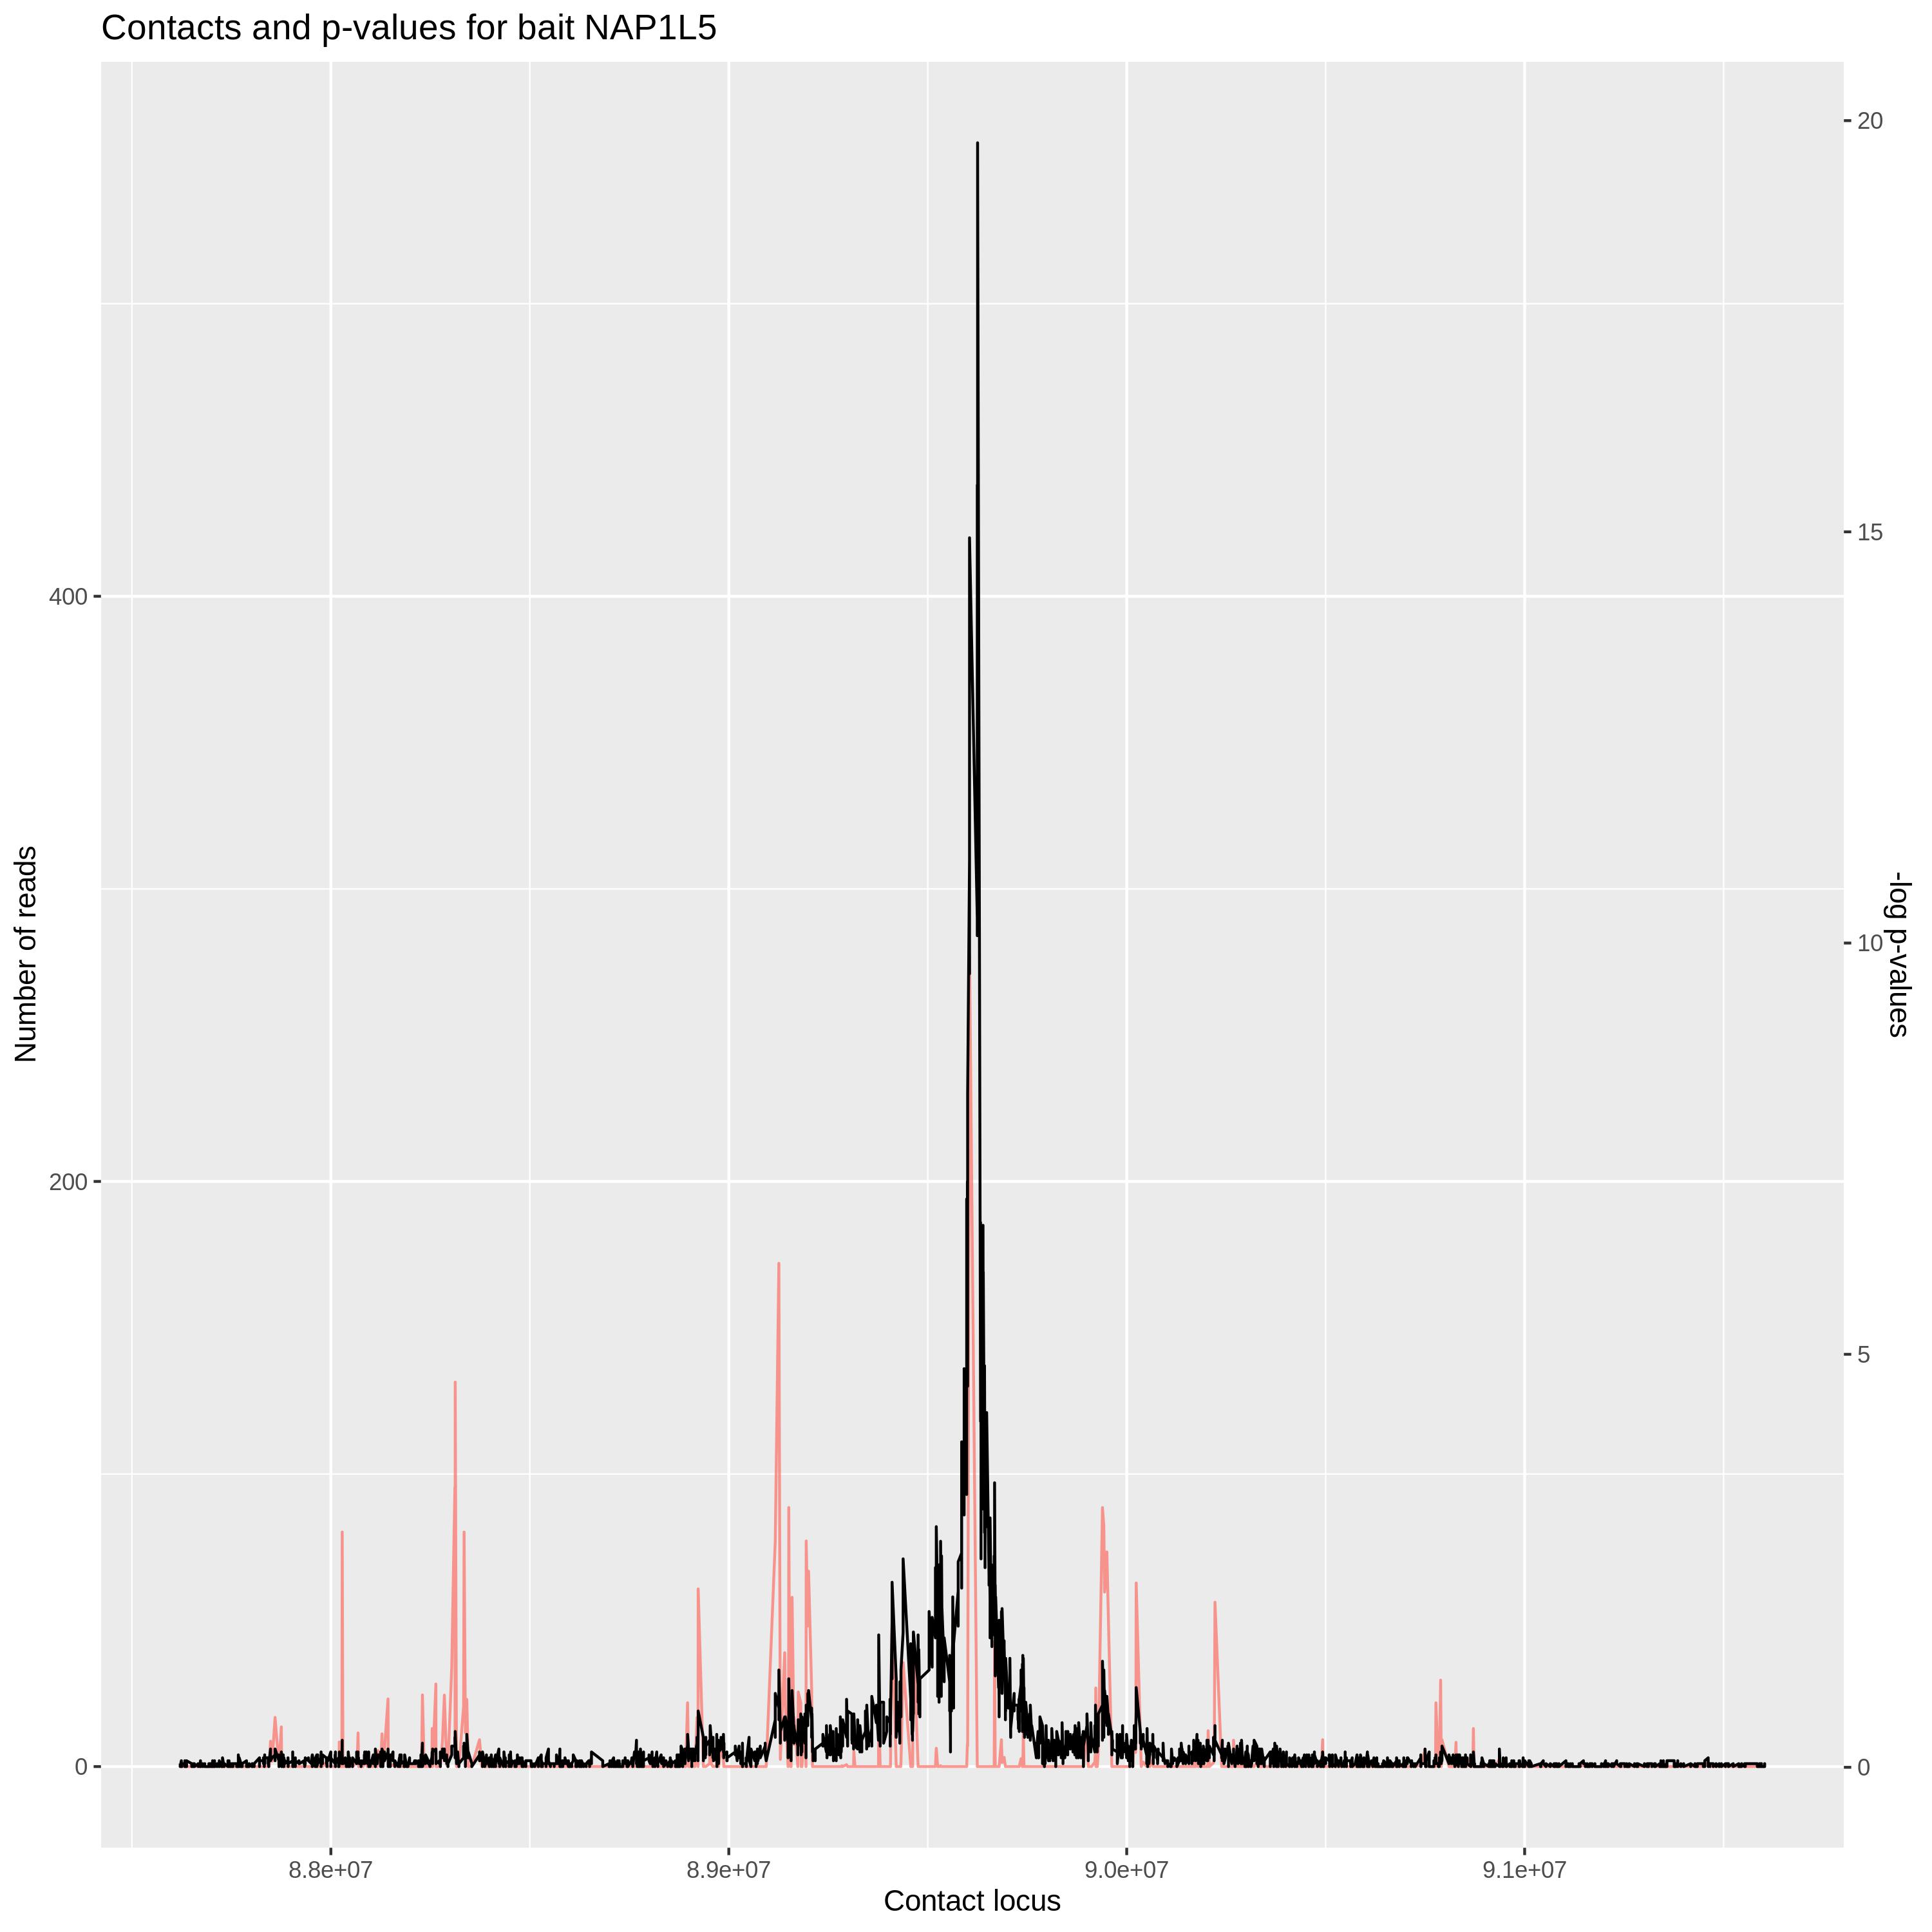 Contacts and p-values for bait NAP1L5
Number of reads
400
200
0
20
15
10
5
0
-log p-values
8.8e+07
8.9e+07
9.0e+07
9.1e+07
Contact locus